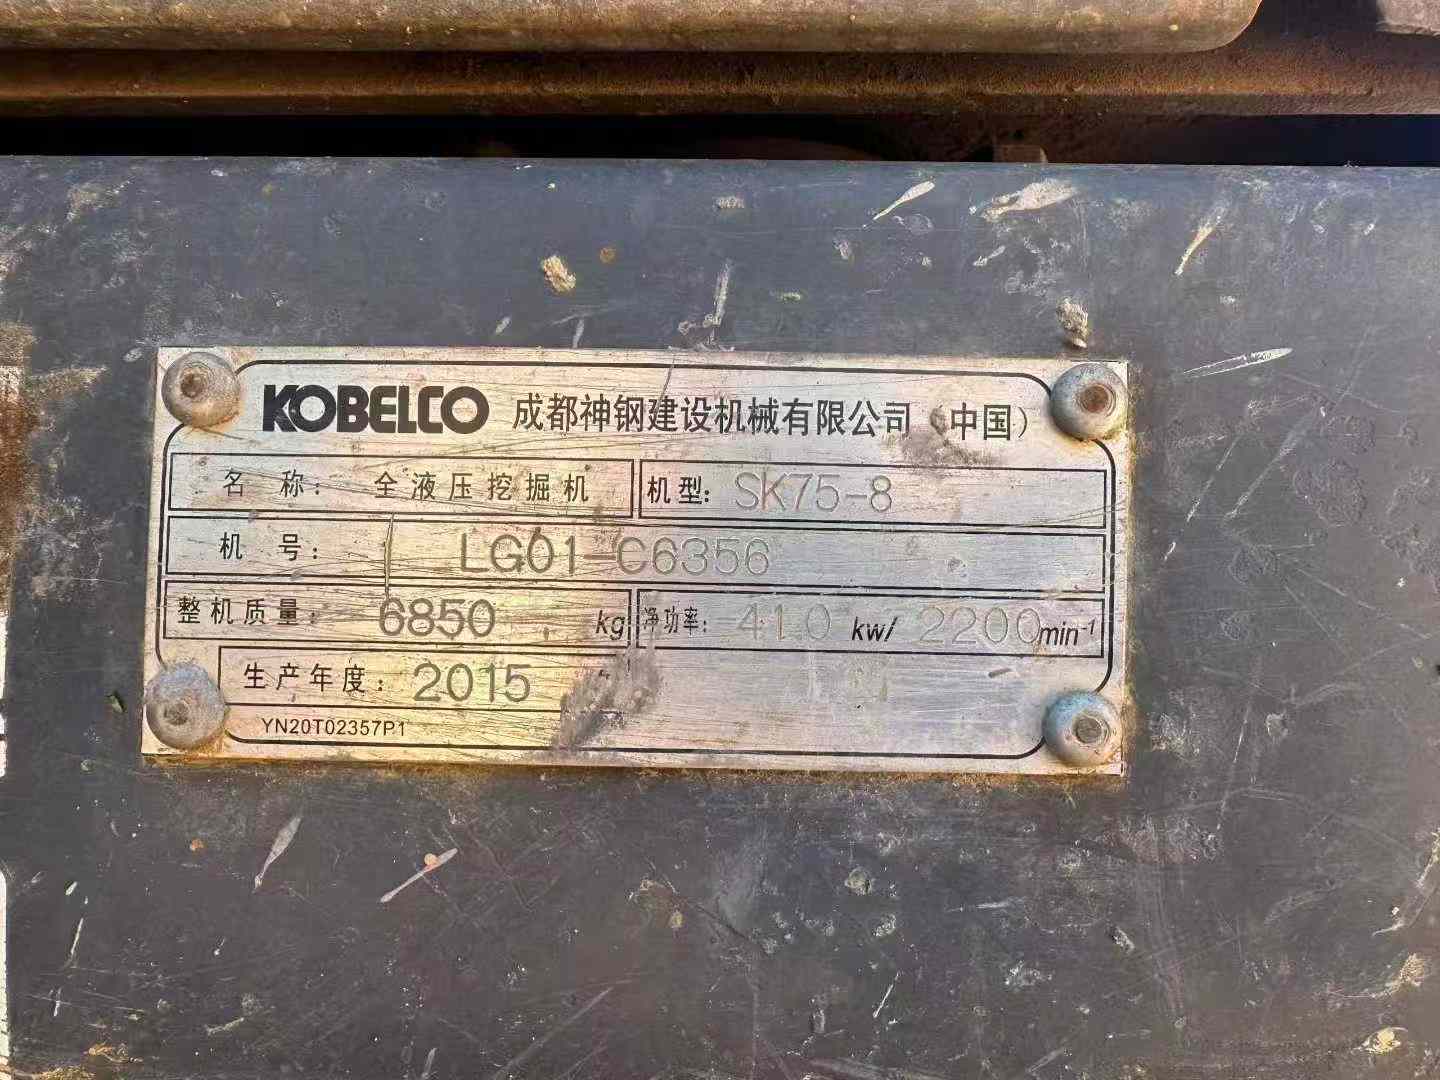 KOBELCO 成都神钢建设机械有限公司（中国）
名 称：全液压挖掘机 机型：SK75-8
机 号：LG01-C6356
整机质量：6850 kg 净功率：41.0 kw/ 2200min⁻¹
生产年度：2015
YN20T02357P1